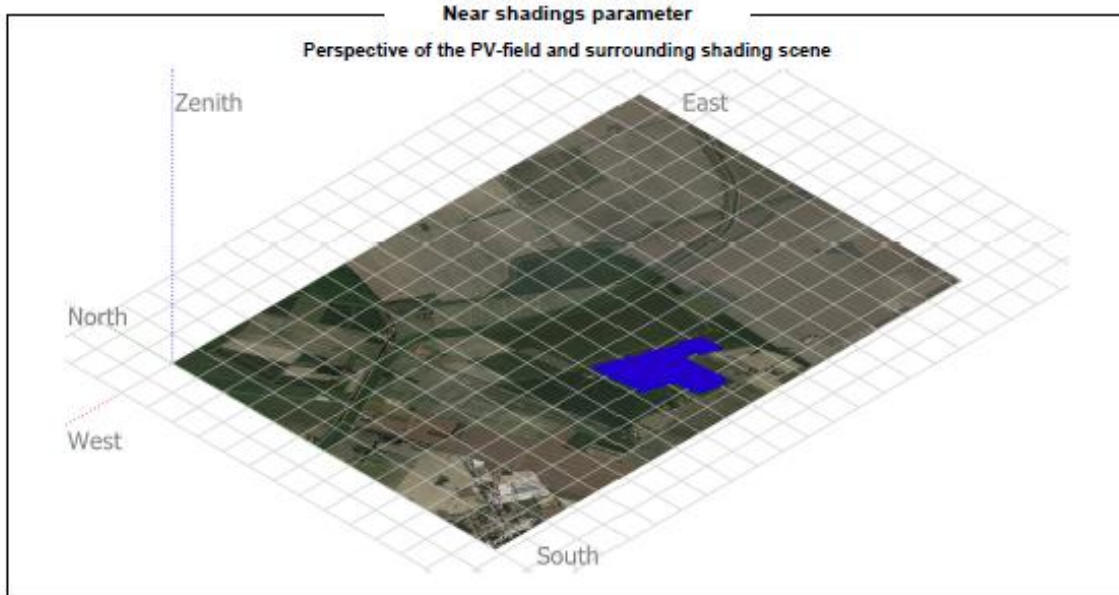 Near shadings parameter
Perspective of the PV-field and surrounding shading scene
Zenith
East
North
West
South